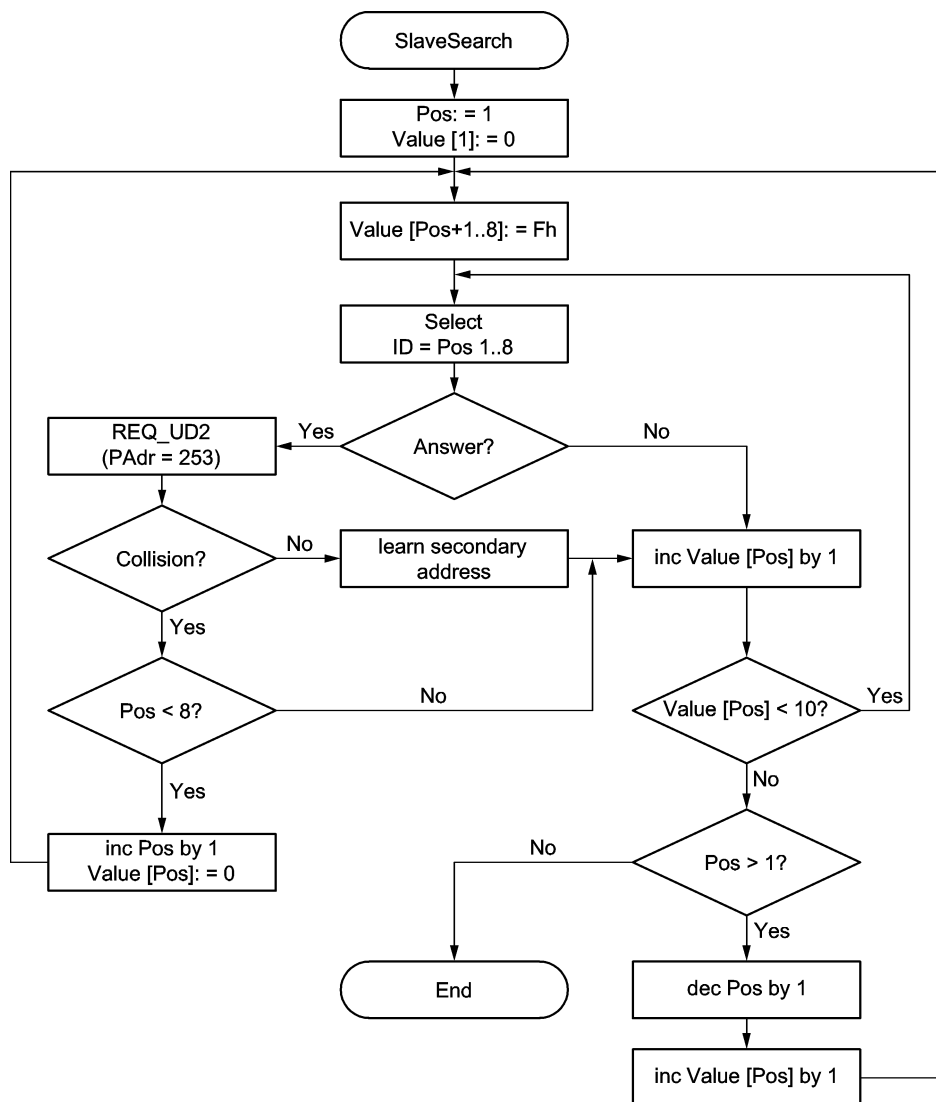 SlaveSearch
Pos: = 1
Value [1]: = 0
Value [Pos+1..8]: = Fh
Select
ID = Pos 1..8
Answer?
Yes
No
REQ_UD2
(PAdr = 253)
Collision?
No
Yes
learn secondary
address
inc Value [Pos] by 1
Pos < 8?
No
Yes
Value [Pos] < 10?
Yes
No
inc Pos by 1
Value [Pos]: = 0
Pos > 1?
No
Yes
End
dec Pos by 1
inc Value [Pos] by 1